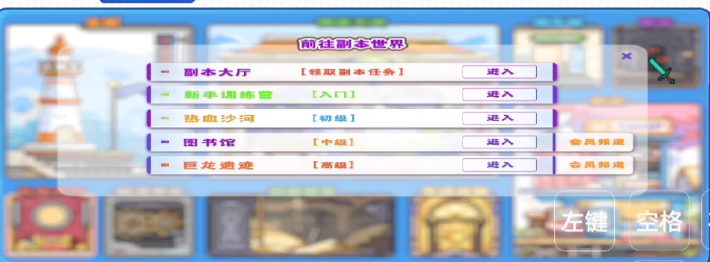 前往副本世界
副本大厅 【领取副本任务】 进入
新手训练营 【入门】 进入
热血沙河 【初级】 进入
图书馆 【中级】 进入 会员频道
巨龙遗迹 【高级】 进入 会员频道
左键 空格